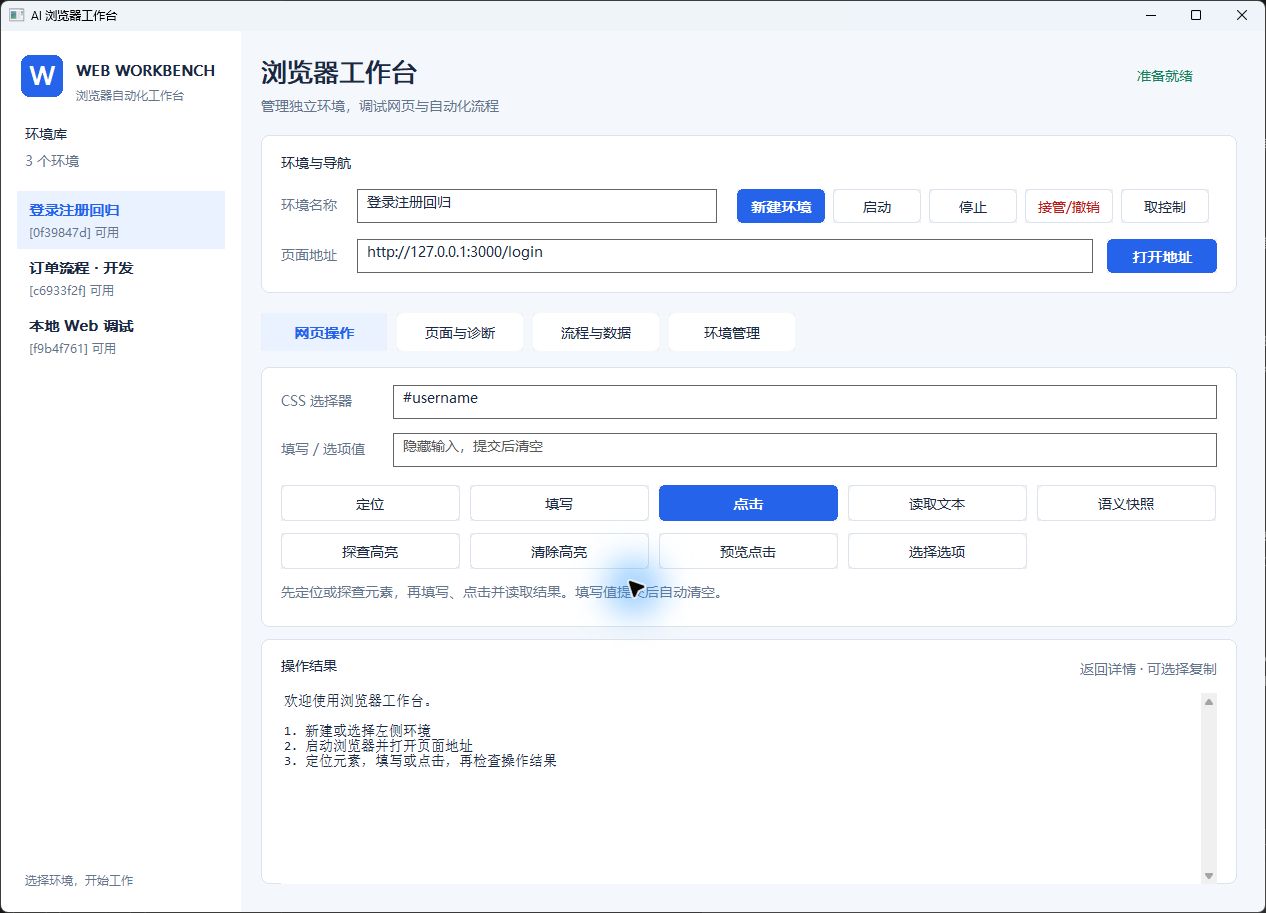 AI 浏览器工作台
W
WEB WORKBENCH
浏览器自动化工作台
环境库
3 个环境
登录注册回归
[0f39847d] 可用
订单流程 · 开发
[c6933f2f] 可用
本地 Web 调试
[f9b4f761] 可用
选择环境，开始工作
浏览器工作台
准备就绪
管理独立环境，调试网页与自动化流程
环境与导航
环境名称 登录注册回归 新建环境 启动 停止 接管/撤销 取控制
页面地址 http://127.0.0.1:3000/login 打开地址
网页操作 页面与诊断 流程与数据 环境管理
CSS 选择器 #username
填写 / 选项值 隐藏输入，提交后清空
定位 填写 点击 读取文本 语义快照
探查高亮 清除高亮 预览点击 选择选项
先定位或探查元素，再填写、点击并读取结果。填写值提交后自动清空。
操作结果 返回详情 · 可选择复制
欢迎使用浏览器工作台。
1. 新建或选择左侧环境
2. 启动浏览器并打开页面地址
3. 定位元素，填写或点击，再检查操作结果